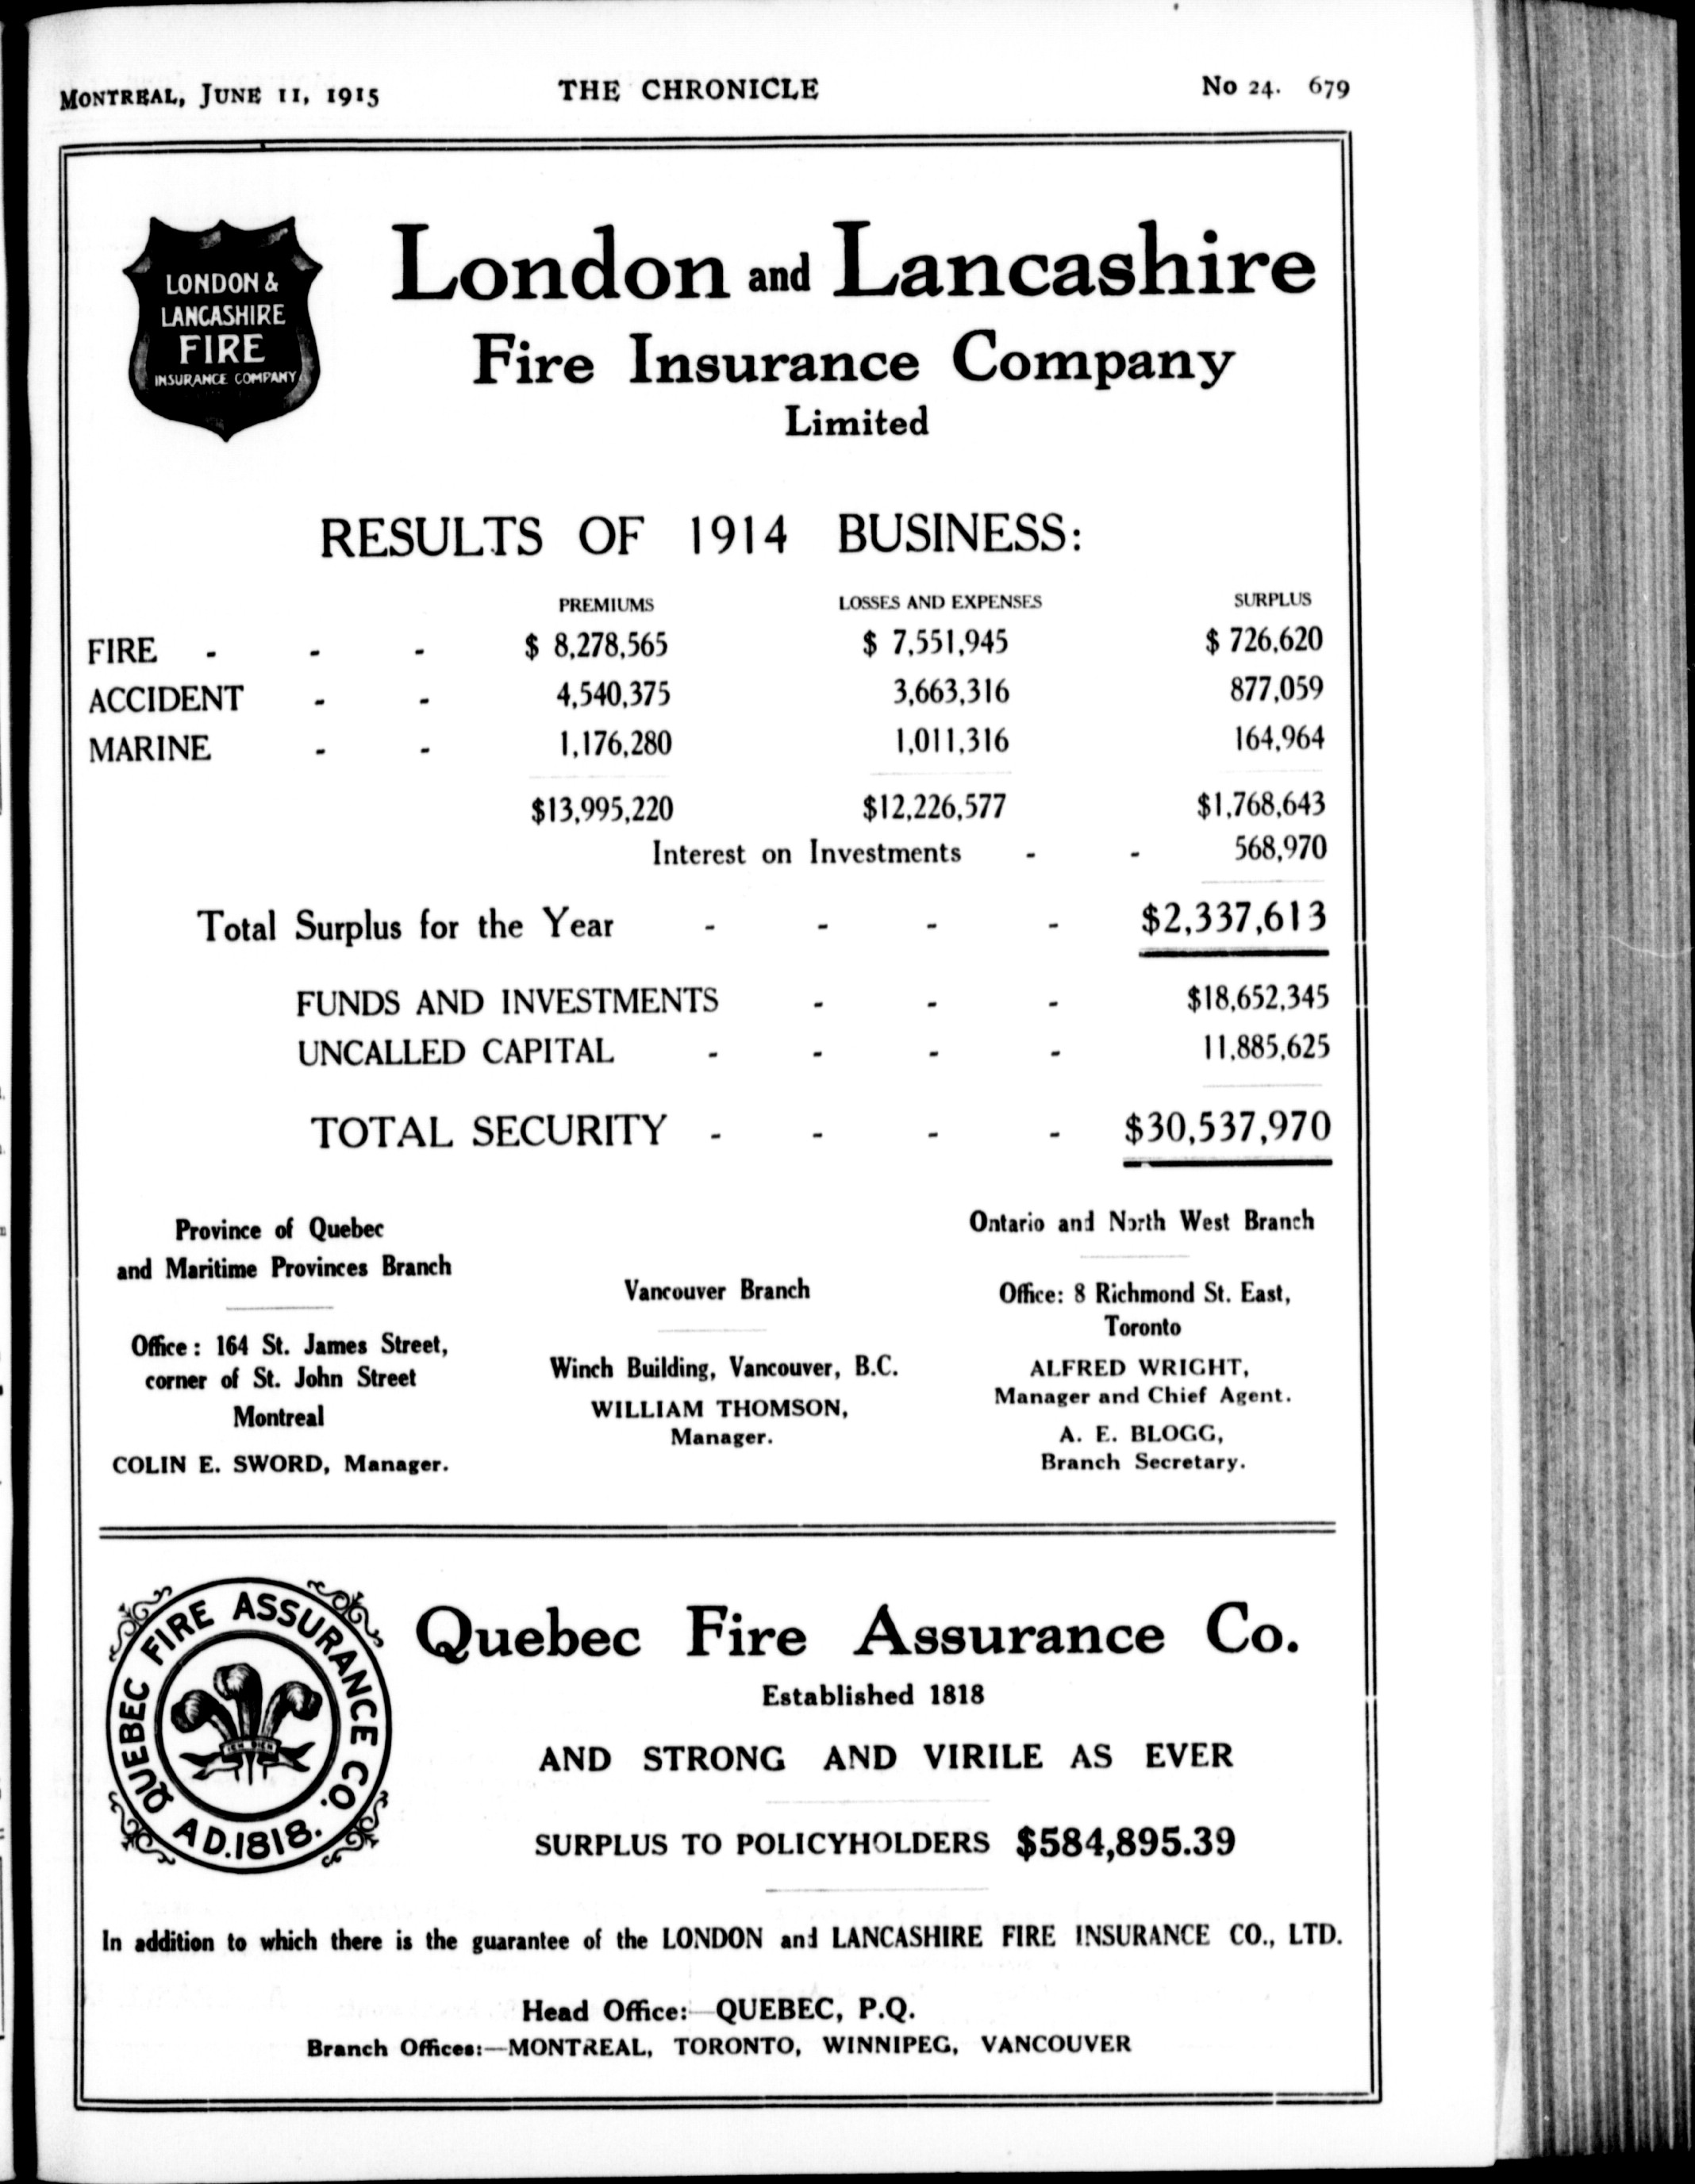 MONTREAL, JUNE 11, 1915 THE CHRONICLE No 24. 679
LONDON &
LANCASHIRE
FIRE
INSURANCE COMPANY
London and Lancashire
Fire Insurance Company
Limited
RESULTS OF 1914 BUSINESS:
PREMIUMS LOSSES AND EXPENSES SURPLUS
FIRE - - - $ 8,278,565 $ 7,551,945 $ 726,620
ACCIDENT - - 4,540,375 3,663,316 877,059
MARINE - - 1,176,280 1,011,316 164,964
$13,995,220 $12,226,577 $1,768,643
Interest on Investments - - 568,970
Total Surplus for the Year - - - - $2,337,613
FUNDS AND INVESTMENTS - - - $18,652,345
UNCALLED CAPITAL - - - - 11,885,625
TOTAL SECURITY - - - - $30,537,970
Province of Quebec
and Maritime Provinces Branch
Office: 164 St. James Street,
corner of St. John Street
Montreal
COLIN E. SWORD, Manager.
Vancouver Branch
Winch Building, Vancouver, B.C.
WILLIAM THOMSON,
Manager.
Ontario and North West Branch
Office: 8 Richmond St. East,
Toronto
ALFRED WRIGHT,
Manager and Chief Agent.
A. E. BLOGG,
Branch Secretary.
QUEBEC FIRE ASSURANCE CO.
ICH DIEN
A.D. 1818.
Quebec Fire Assurance Co.
Established 1818
AND STRONG AND VIRILE AS EVER
SURPLUS TO POLICYHOLDERS $584,895.39
In addition to which there is the guarantee of the LONDON and LANCASHIRE FIRE INSURANCE CO., LTD.
Head Office:—QUEBEC, P.Q.
Branch Offices:—MONTREAL, TORONTO, WINNIPEG, VANCOUVER